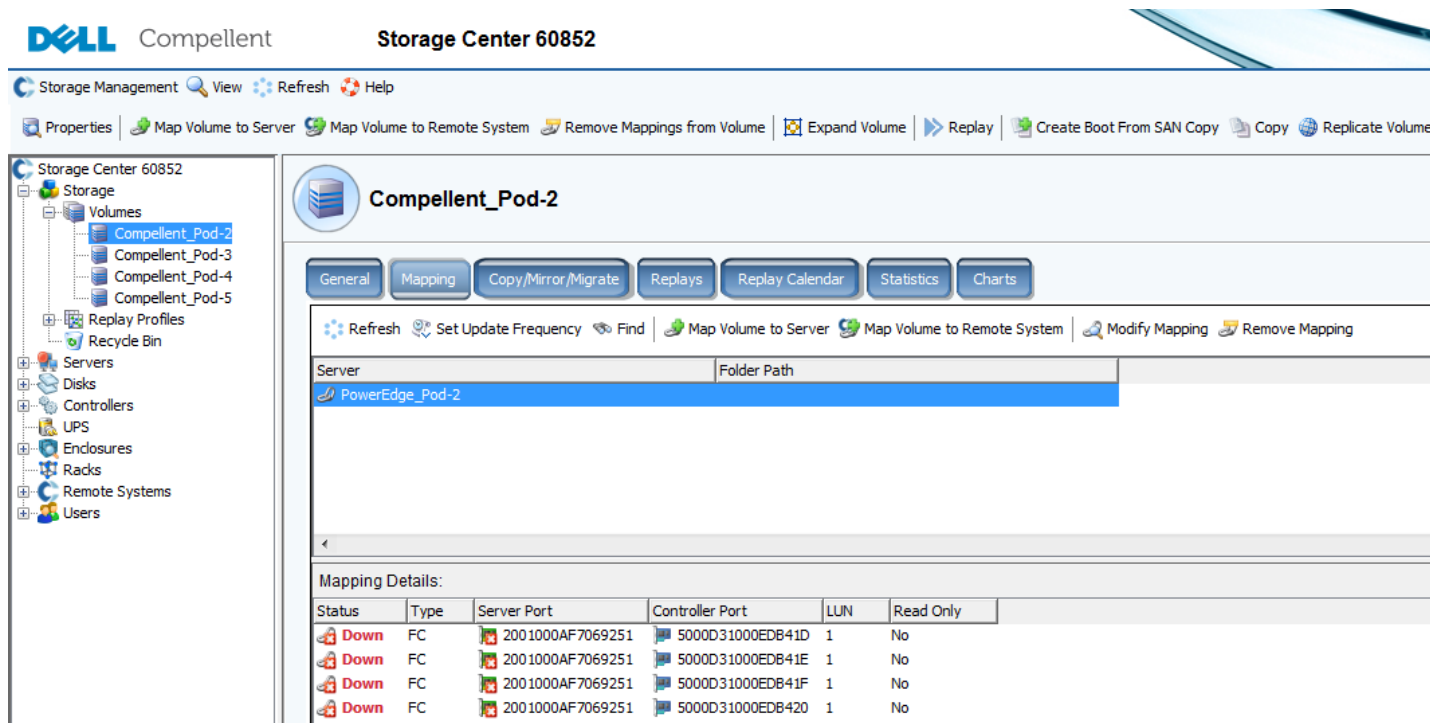 DELL Compellent Storage Center 60852
Storage Management View Refresh Help
Properties Map Volume to Server Map Volume to Remote System Remove Mappings from Volume Expand Volume Replay Create Boot From SAN Copy Copy Replicate Volume
Storage Center 60852
Storage
Volumes
Compellent_Pod-2
Compellent_Pod-3
Compellent_Pod-4
Compellent_Pod-5
Replay Profiles
Recycle Bin
Servers
Disks
Controllers
UPS
Enclosures
Racks
Remote Systems
Users
Compellent_Pod-2
General Mapping Copy/Mirror/Migrate Replays Replay Calendar Statistics Charts
Refresh Set Update Frequency Find Map Volume to Server Map Volume to Remote System Modify Mapping Remove Mapping
Server Folder Path
PowerEdge_Pod-2
Mapping Details:
Status Type Server Port Controller Port LUN Read Only
Down FC 2001000AF7069251 5000D31000EDB41D 1 No
Down FC 2001000AF7069251 5000D31000EDB41E 1 No
Down FC 2001000AF7069251 5000D31000EDB41F 1 No
Down FC 2001000AF7069251 5000D31000EDB420 1 No